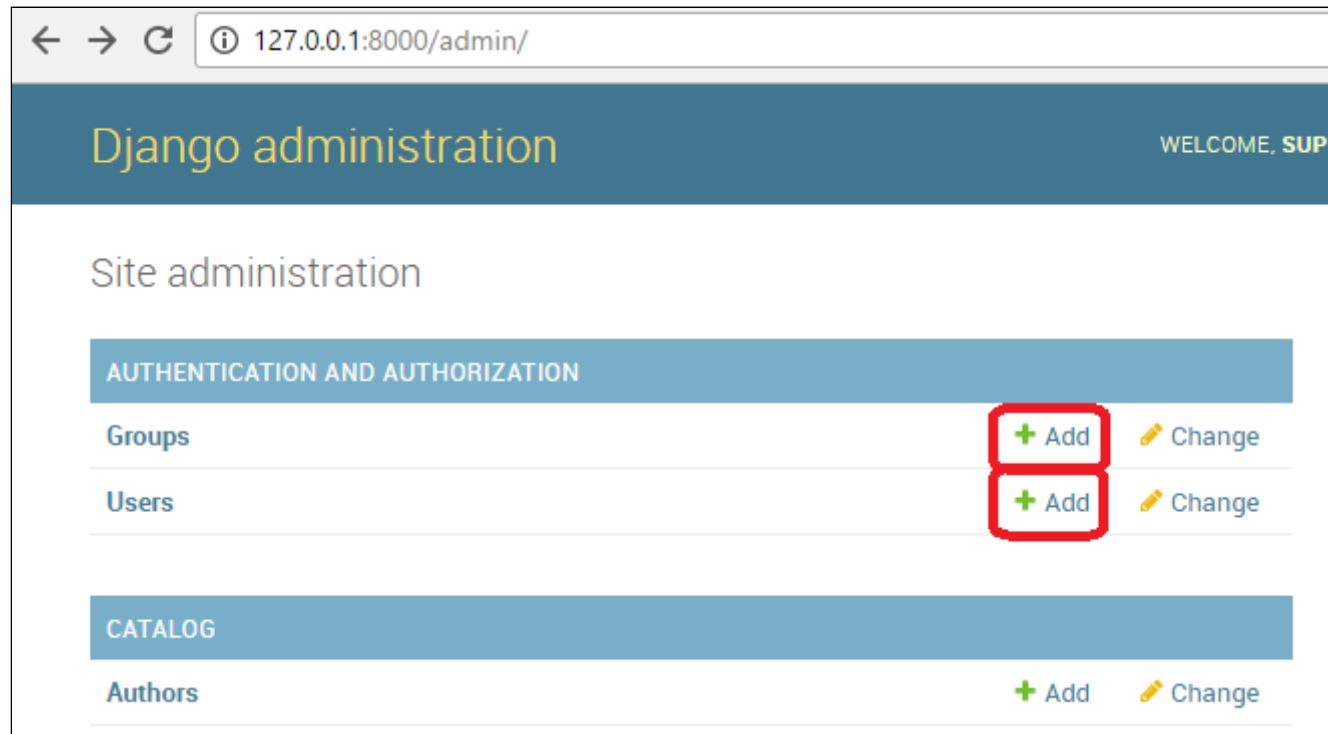 127.0.0.1:8000/admin/
Django administration WELCOME, SUP
Site administration
AUTHENTICATION AND AUTHORIZATION
Groups Add Change
Users Add Change
CATALOG
Authors Add Change